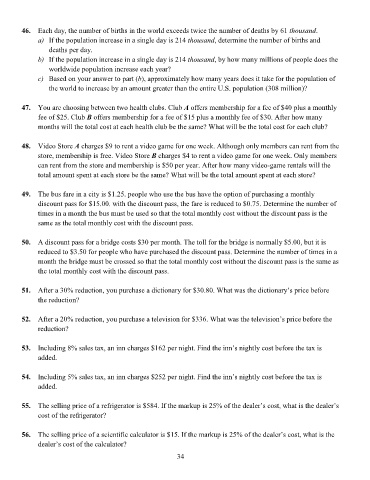 46. Each day, the number of births in the world exceeds twice the number of deaths by 61 thousand.
a) If the population increase in a single day is 214 thousand, determine the number of births and
deaths per day.
b) If the population increase in a single day is 214 thousand, by how many millions of people does the
worldwide population increase each year?
c) Based on your answer to part (b), approximately how many years does it take for the population of
the world to increase by an amount greater than the entire U.S. population (308 million)?
47. You are choosing between two health clubs. Club A offers membership for a fee of $40 plus a monthly
fee of $25. Club B offers membership for a fee of $15 plus a monthly fee of $30. After how many
months will the total cost at each health club be the same? What will be the total cost for each club?
48. Video Store A charges $9 to rent a video game for one week. Although only members can rent from the
store, membership is free. Video Store B charges $4 to rent a video game for one week. Only members
can rent from the store and membership is $50 per year. After how many video-game rentals will the
total amount spent at each store be the same? What will be the total amount spent at each store?
49. The bus fare in a city is $1.25. people who use the bus have the option of purchasing a monthly
discount pass for $15.00. with the discount pass, the fare is reduced to $0.75. Determine the number of
times in a month the bus must be used so that the total monthly cost without the discount pass is the
same as the total monthly cost with the discount pass.
50. A discount pass for a bridge costs $30 per month. The toll for the bridge is normally $5.00, but it is
reduced to $3.50 for people who have purchased the discount pass. Determine the number of times in a
month the bridge must be crossed so that the total monthly cost without the discount pass is the same as
the total monthly cost with the discount pass.
51. After a 30% reduction, you purchase a dictionary for $30.80. What was the dictionary's price before
the reduction?
52. After a 20% reduction, you purchase a television for $336. What was the television's price before the
reduction?
53. Including 8% sales tax, an inn charges $162 per night. Find the inn's nightly cost before the tax is
added.
54. Including 5% sales tax, an inn charges $252 per night. Find the inn's nightly cost before the tax is
added.
55. The selling price of a refrigerator is $584. If the markup is 25% of the dealer's cost, what is the dealer's
cost of the refrigerator?
56. The selling price of a scientific calculator is $15. If the markup is 25% of the dealer's cost, what is the
dealer's cost of the calculator?
34